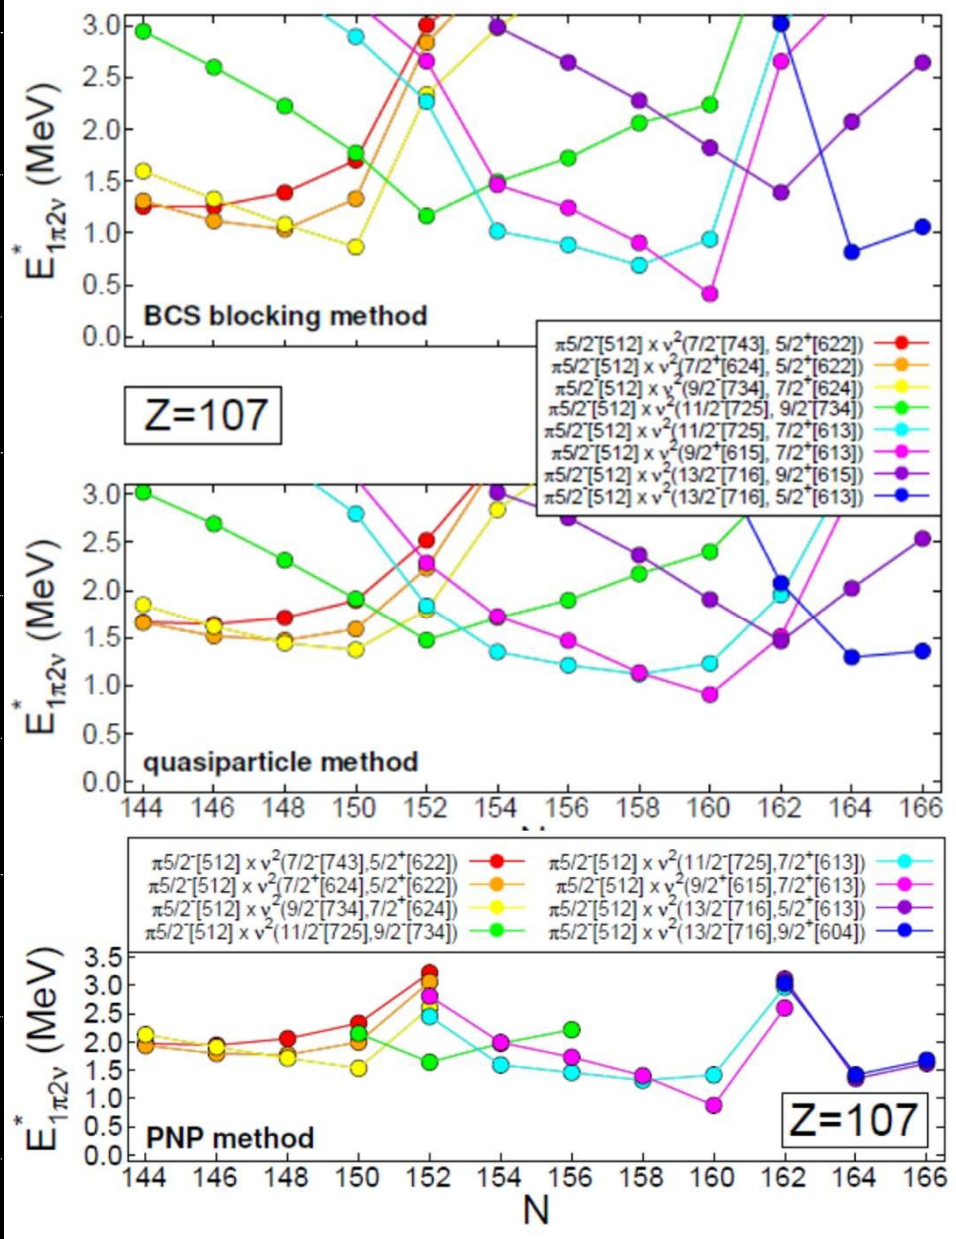 3.0
2.5
2.0
1.5
1.0
0.5
0.0
E*1π2ν (MeV)
BCS blocking method
π5/2⁻[512] x ν²(7/2⁻[743], 5/2⁺[622])
π5/2⁻[512] x ν²(7/2⁺[624], 5/2⁺[622])
π5/2⁻[512] x ν²(9/2⁻[734], 7/2⁺[624])
π5/2⁻[512] x ν²(11/2⁻[725], 9/2⁻[734])
π5/2⁻[512] x ν²(11/2⁻[725], 7/2⁺[613])
π5/2⁻[512] x ν²(9/2⁺[615], 7/2⁺[613])
π5/2⁻[512] x ν²(13/2⁻[716], 9/2⁺[615])
π5/2⁻[512] x ν²(13/2⁻[716], 5/2⁺[613])
Z=107
3.0
2.5
2.0
1.5
1.0
0.5
0.0
E*1π2ν (MeV)
quasiparticle method
144 146 148 150 152 154 156 158 160 162 164 166
π5/2⁻[512] x ν²(7/2⁻[743],5/2⁺[622]) π5/2⁻[512] x ν²(11/2⁻[725],7/2⁺[613])
π5/2⁻[512] x ν²(7/2⁺[624],5/2⁺[622]) π5/2⁻[512] x ν²(9/2⁺[615],7/2⁺[613])
π5/2⁻[512] x ν²(9/2⁻[734],7/2⁺[624]) π5/2⁻[512] x ν²(13/2⁻[716],5/2⁺[613])
π5/2⁻[512] x ν²(11/2⁻[725],9/2⁻[734]) π5/2⁻[512] x ν²(13/2⁻[716],9/2⁺[604])
3.5
3.0
2.5
2.0
1.5
1.0
0.5
0.0
E*1π2ν (MeV)
PNP method
Z=107
144 146 148 150 152 154 156 158 160 162 164 166
N